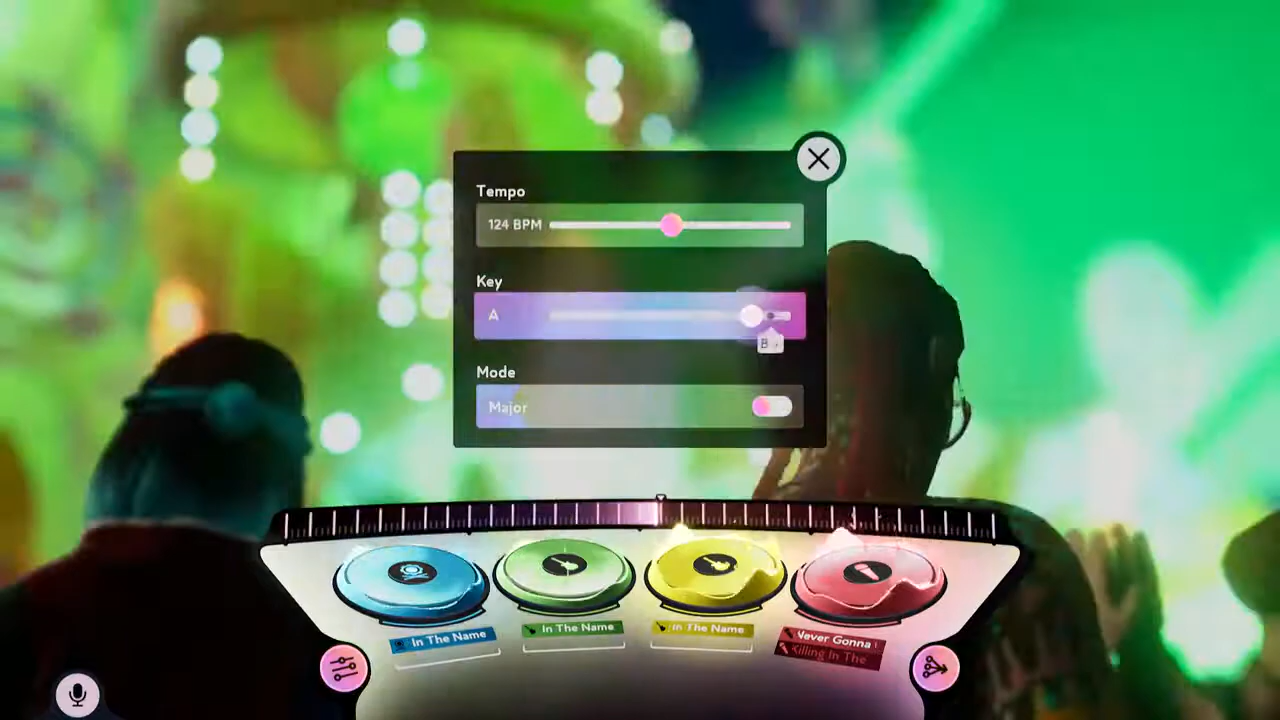 Tempo
124 BPM
Key
A
B
Mode
Major
In The Name
In The Name
In The Name
Never Gonna
Killing In The